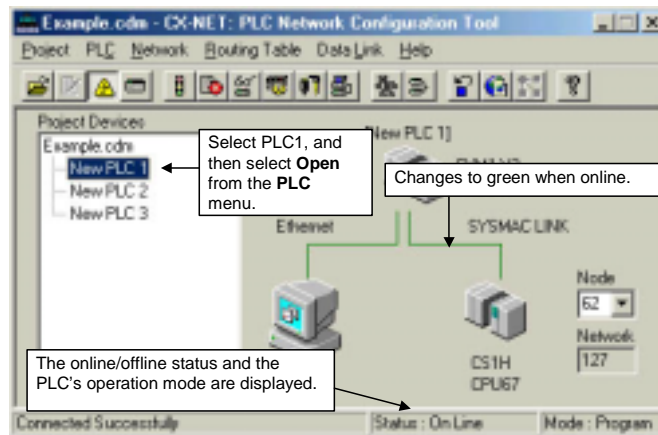 Example.cdm - CX-NET: PLC Network Configuration Tool
Project PLC Network Routing Table Data Link Help
Project Devices
Example.cdm
New PLC 1
New PLC 2
New PLC 3
Select PLC1, and
then select Open
from the PLC
menu.
New PLC 1]
Changes to green when online.
Ethernet
SYSMAC LINK
Node
62
Network
127
CS1H
CPU67
The online/offline status and the
PLC's operation mode are displayed.
Connected Successfully
Status : On Line
Mode : Program